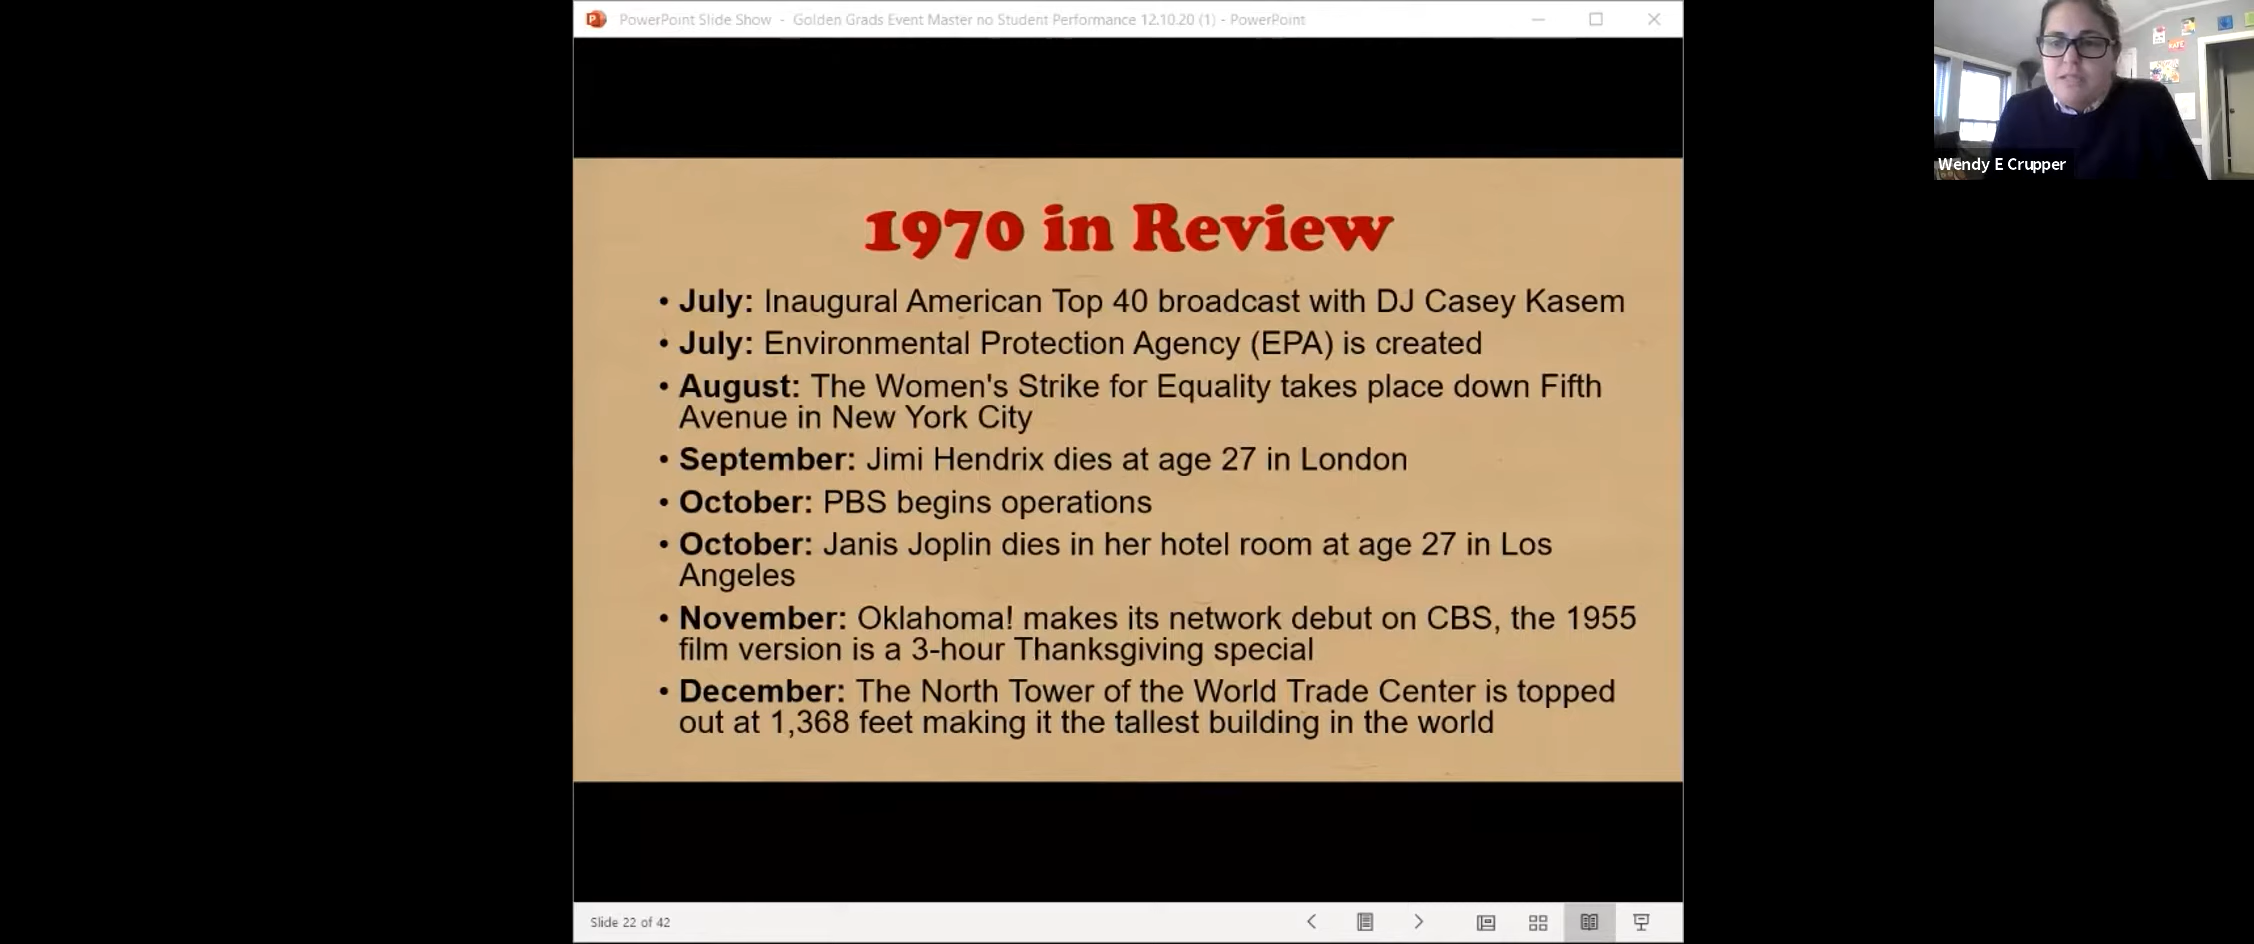 PowerPoint Slide Show - Golden Grads Event Master no Student Performance 12.10.20 (1) - PowerPoint
Wendy E Crupper
1970 in Review
• July: Inaugural American Top 40 broadcast with DJ Casey Kasem
• July: Environmental Protection Agency (EPA) is created
• August: The Women's Strike for Equality takes place down Fifth
Avenue in New York City
• September: Jimi Hendrix dies at age 27 in London
• October: PBS begins operations
• October: Janis Joplin dies in her hotel room at age 27 in Los
Angeles
• November: Oklahoma! makes its network debut on CBS, the 1955
film version is a 3-hour Thanksgiving special
• December: The North Tower of the World Trade Center is topped
out at 1,368 feet making it the tallest building in the world
Slide 22 of 42